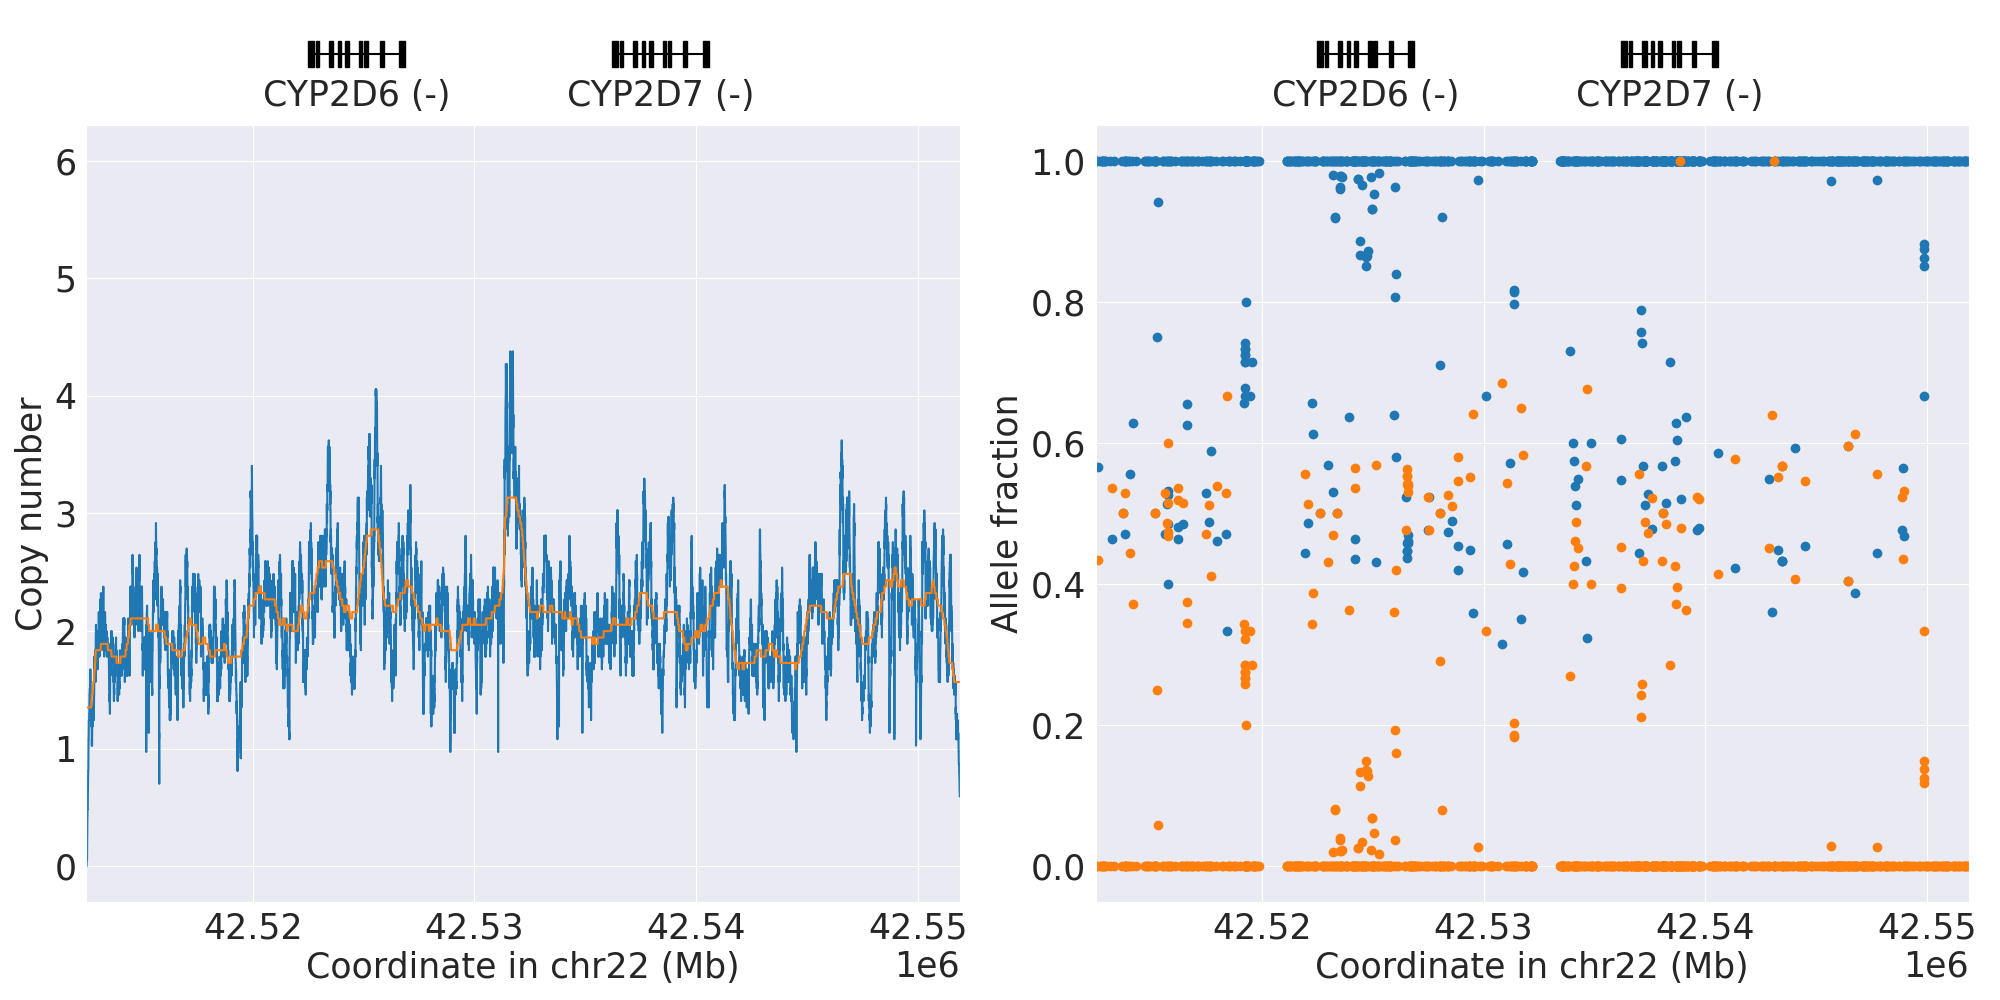 CYP2D6 (-) CYP2D7 (-)
6
5
4
3
2
1
0
Copy number
42.52 42.53 42.54 42.55
Coordinate in chr22 (Mb) 1e6
CYP2D6 (-) CYP2D7 (-)
1.0
0.8
0.6
0.4
0.2
0.0
Allele fraction
42.52 42.53 42.54 42.55
Coordinate in chr22 (Mb) 1e6